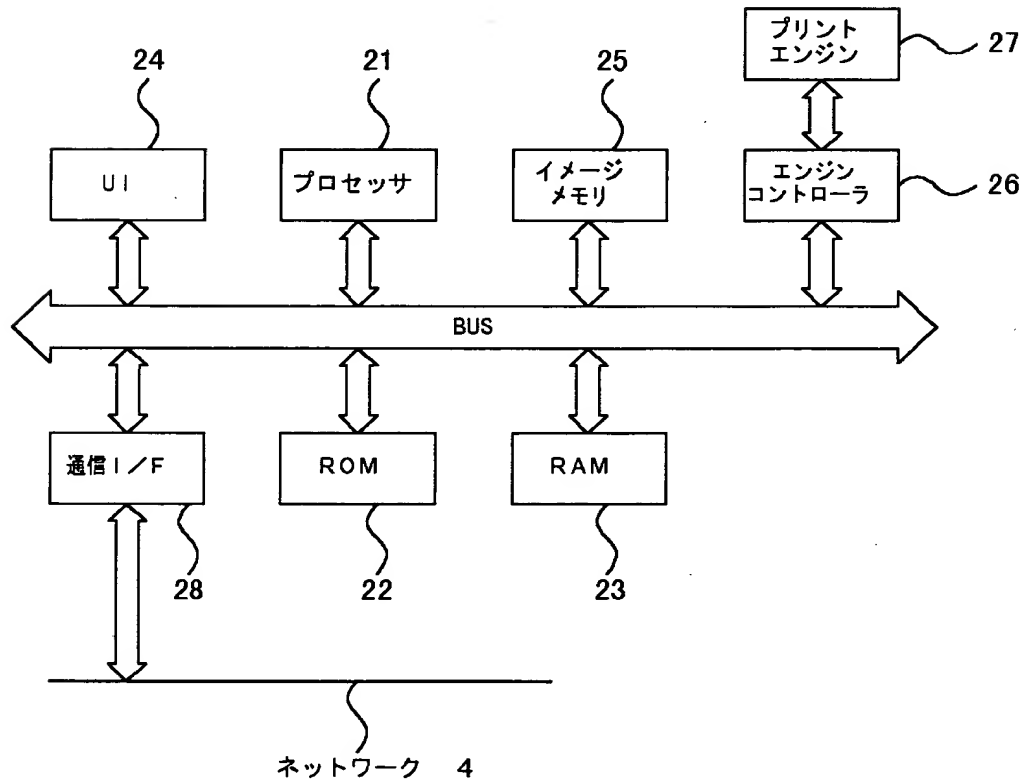 プリント
エンジン
27
24
21
25
UI
プロセッサ
イメージ
メモリ
エンジン
コントローラ
26
BUS
通信I/F
ROM
RAM
28
22
23
ネットワーク 4